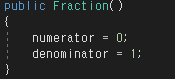 public Fraction()
{
numerator = 0;
denominator = 1;
}